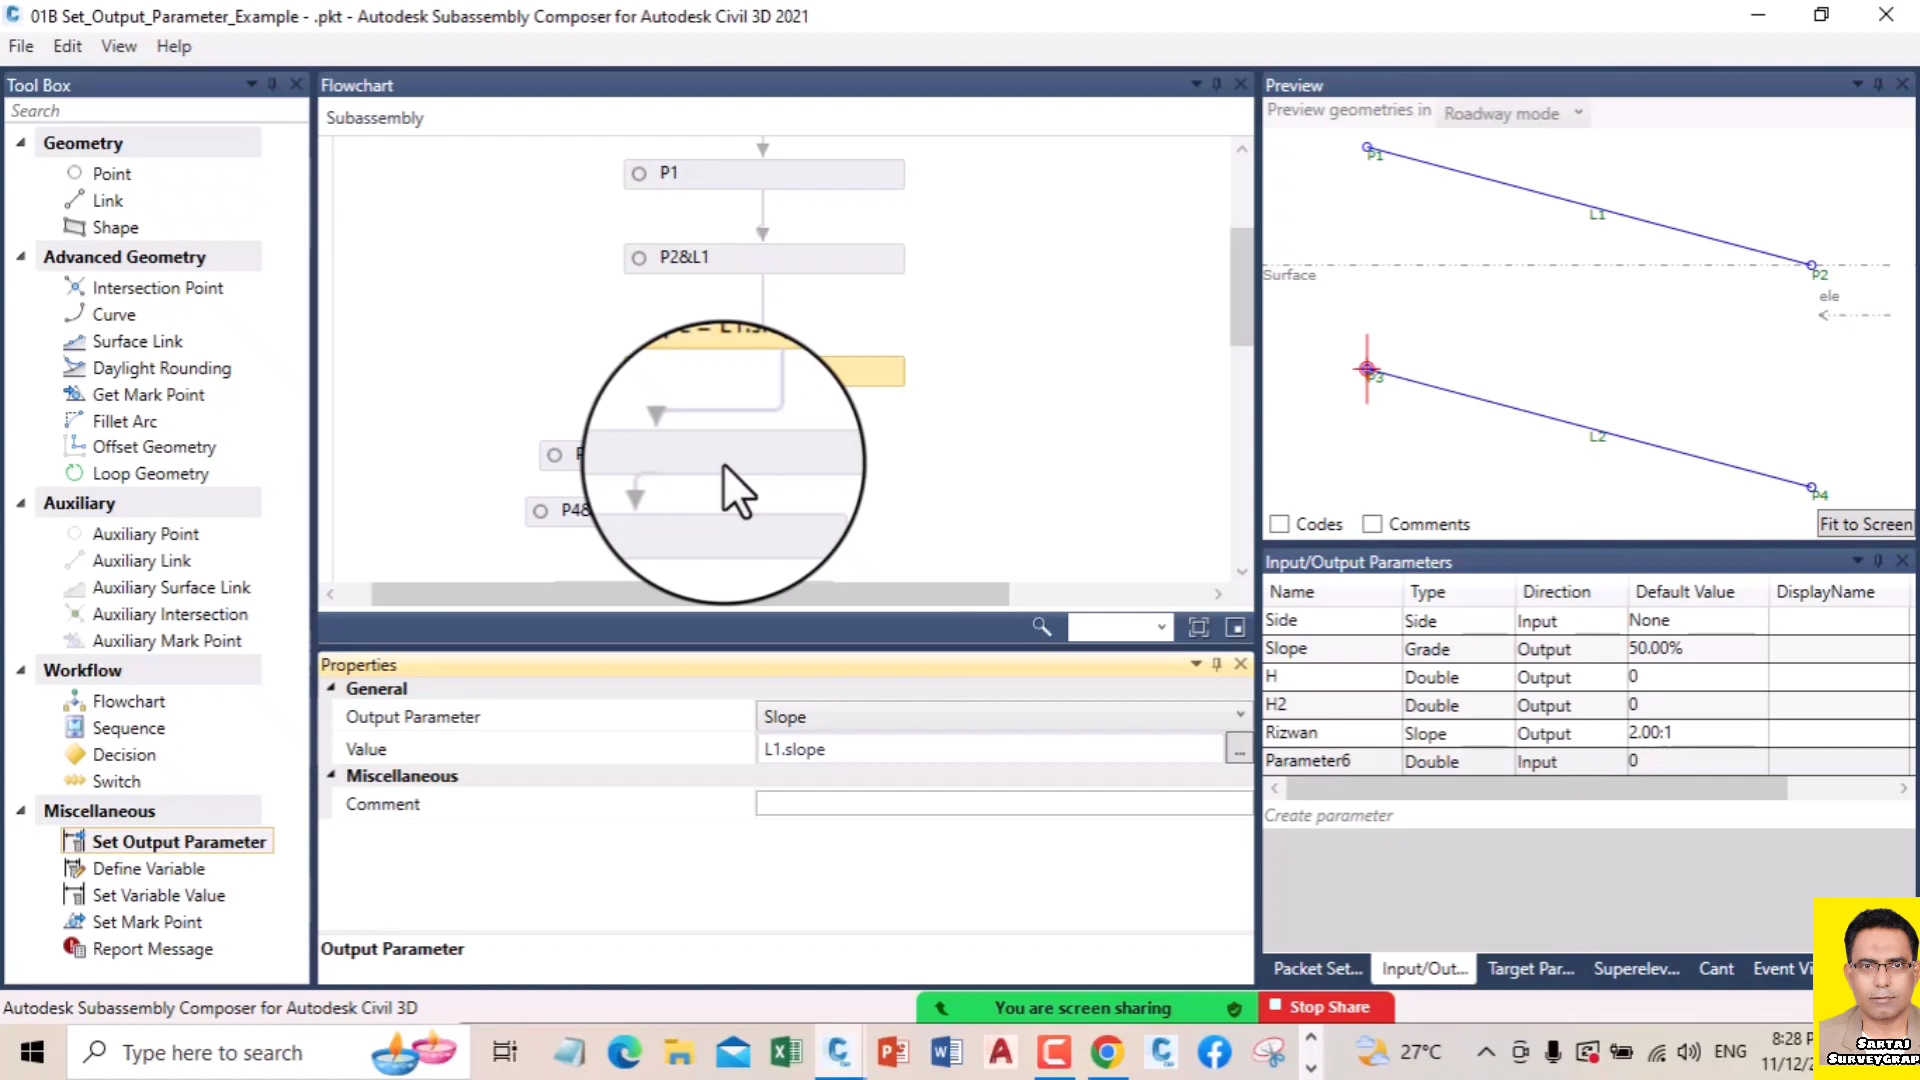 01B Set_Output_Parameter_Example - .pkt - Autodesk Subassembly Composer for Autodesk Civil 3D 2021
File Edit View Help
Tool Box
Search
Geometry
Point
Link
Shape
Advanced Geometry
Intersection Point
Curve
Surface Link
Daylight Rounding
Get Mark Point
Fillet Arc
Offset Geometry
Loop Geometry
Auxiliary
Auxiliary Point
Auxiliary Link
Auxiliary Surface Link
Auxiliary Intersection
Auxiliary Mark Point
Workflow
Flowchart
Sequence
Decision
Switch
Miscellaneous
Set Output Parameter
Define Variable
Set Variable Value
Set Mark Point
Report Message
Flowchart
Subassembly
P1
P2&L1
P4&
Properties
General
Output Parameter Slope
Value L1.slope ...
Miscellaneous
Comment
Output Parameter
Preview
Preview geometries in Roadway mode
P1
L1
P2
Surface
ele
P3
L2
P4
Codes Comments Fit to Screen
Input/Output Parameters
Name Type Direction Default Value DisplayName
Side Side Input None
Slope Grade Output 50.00%
H Double Output 0
H2 Double Output 0
Rizwan Slope Output 2.00:1
Parameter6 Double Input 0
Create parameter
Packet Set... Input/Out... Target Par... Superelev... Cant Event Vi
Autodesk Subassembly Composer for Autodesk Civil 3D
You are screen sharing Stop Share
Type here to search
27°C ENG
8:28 P
11/12/2
Sartaj
SurveyGrap